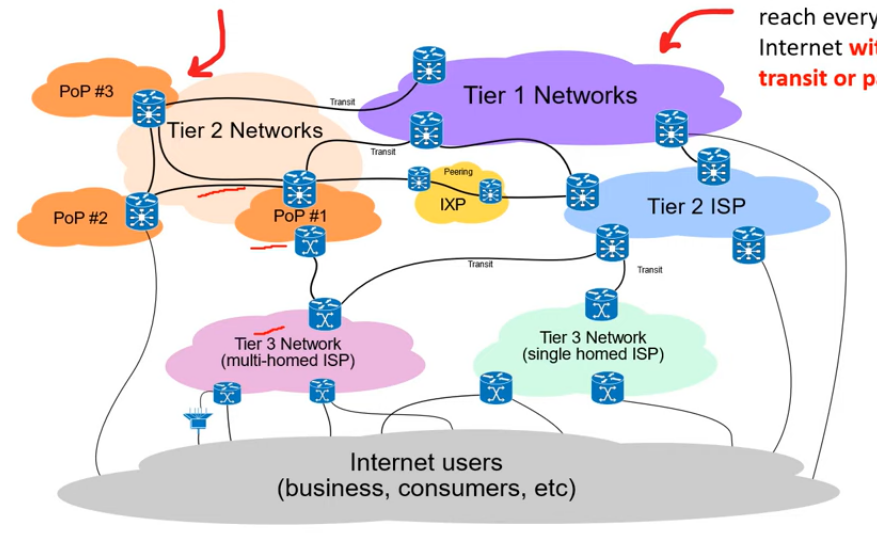 reach every
Internet
transit or
PoP #3
Transit
Tier 1 Networks
Tier 2 Networks
Transit
Peering
IXP
Tier 2 ISP
PoP #2
PoP #1
Transit
Transit
Tier 3 Network
(multi-homed ISP)
Tier 3 Network
(single homed ISP)
Internet users
(business, consumers, etc)